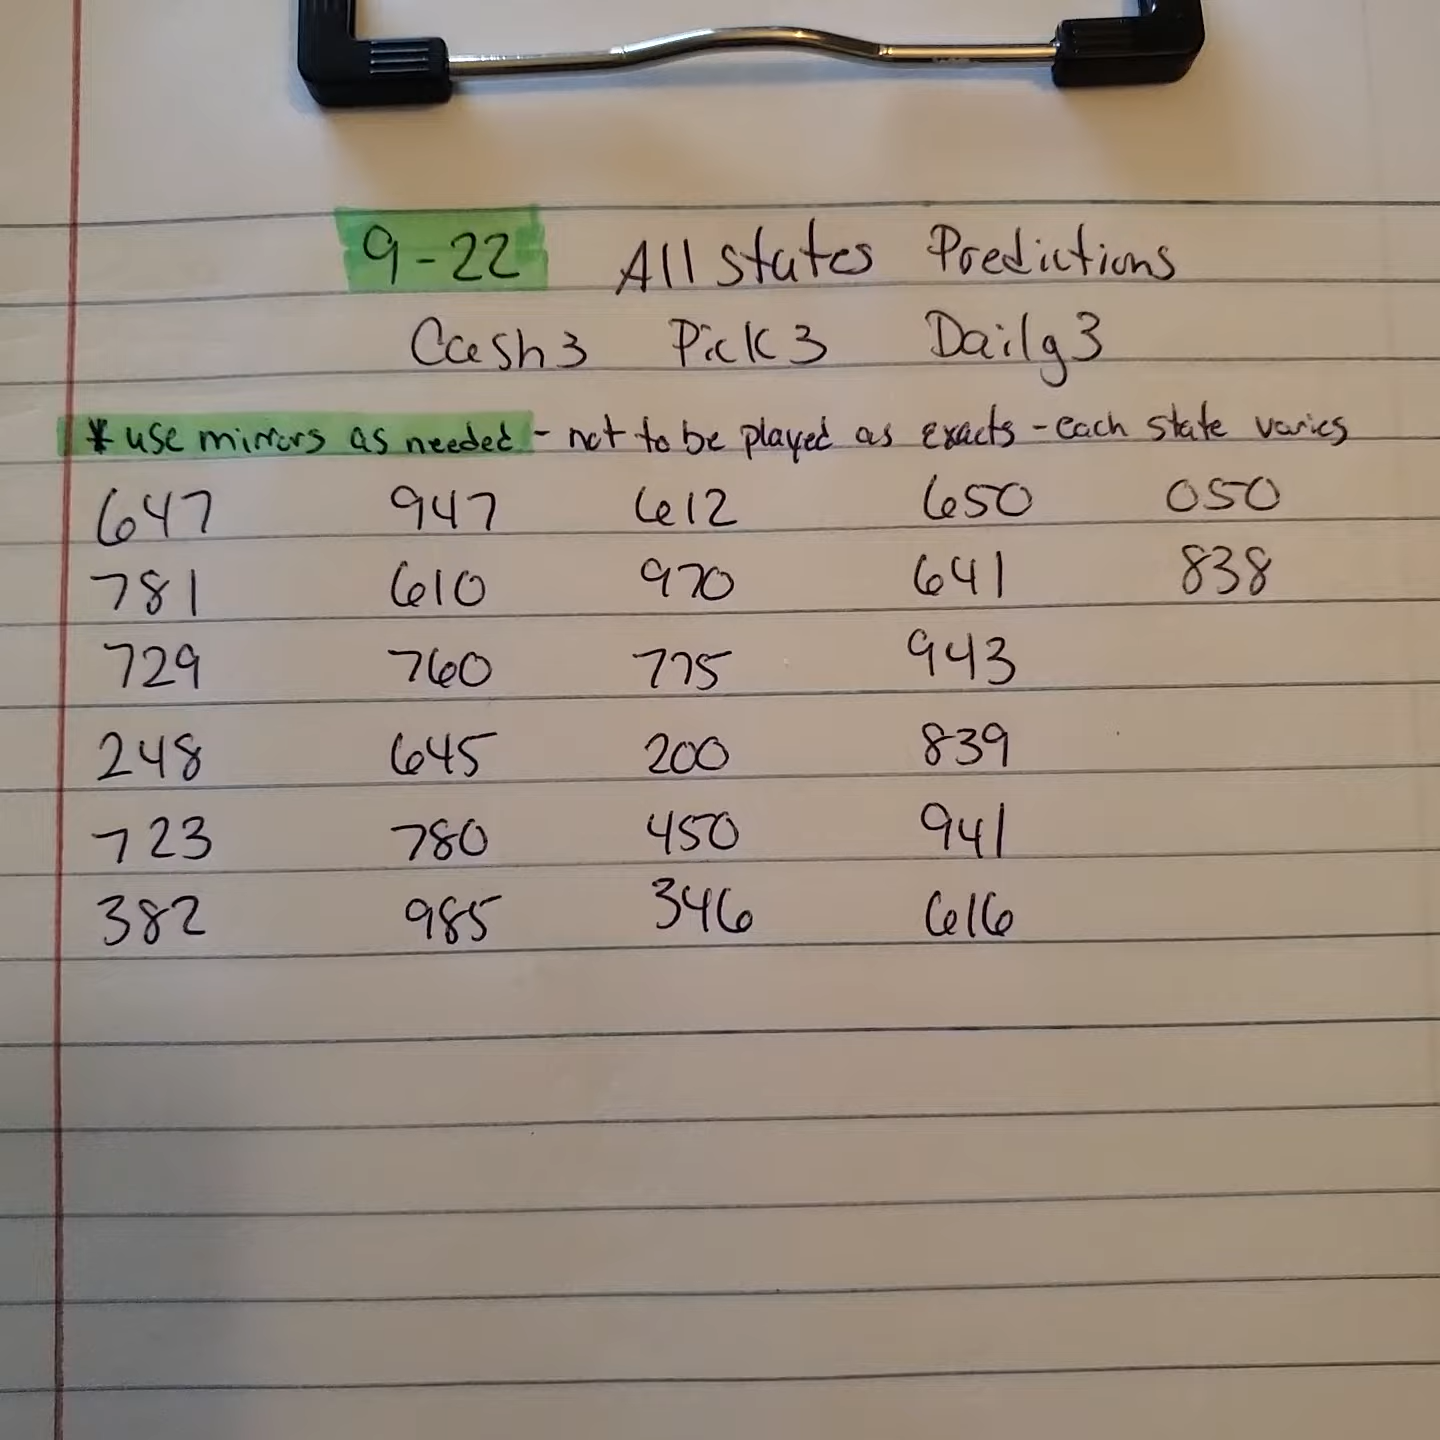 9-22 All states Predictions
Cash3 Pick3 Daily3
* use mirrors as needed - not to be played as exacts - each state varies
647 947 612 650 050
781 610 970 641 838
729 760 775 943
248 645 200 839
723 780 450 941
382 985 346 616